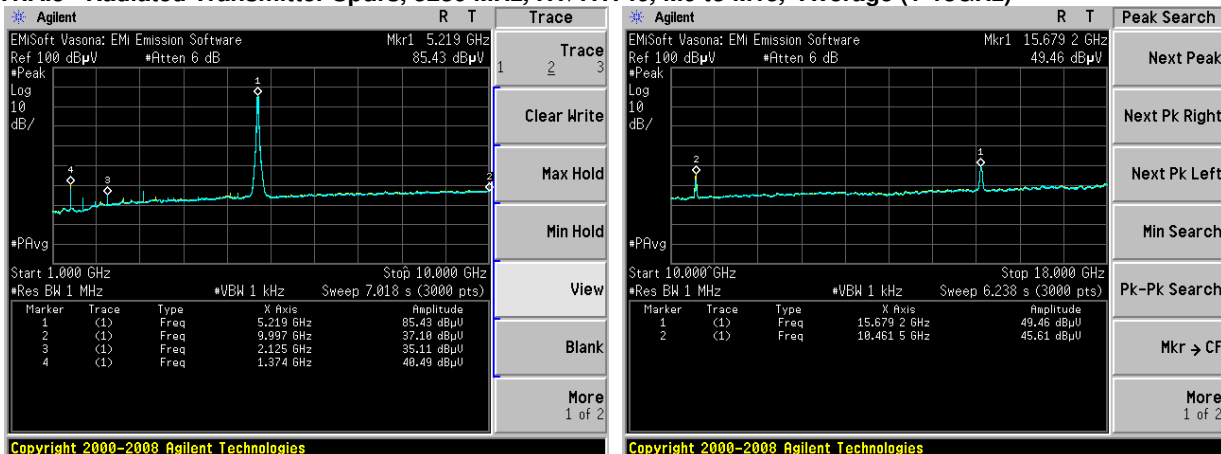 Agilent R T Trace
EMiSoft Vasona: EMi Emission Software Mkr1 5.219 GHz
Ref 100 dBµV #Atten 6 dB 85.43 dBµV
#Peak
Log
10
dB/
1
4
3
2
#PAvg
Start 1.000 GHz Stop 10.000 GHz
#Res BW 1 MHz #VBW 1 kHz Sweep 7.018 s (3000 pts)
Marker Trace Type X Axis Amplitude
1 (1) Freq 5.219 GHz 85.43 dBµV
2 (1) Freq 9.997 GHz 37.10 dBµV
3 (1) Freq 2.125 GHz 35.11 dBµV
4 (1) Freq 1.374 GHz 40.49 dBµV
Trace
1 2 3
Clear Write
Max Hold
Min Hold
View
Blank
More
1 of 2
Copyright 2000-2008 Agilent Technologies
Agilent R T Peak Search
EMiSoft Vasona: EMi Emission Software Mkr1 15.679 2 GHz
Ref 100 dBµV #Atten 6 dB 49.46 dBµV
#Peak
Log
10
dB/
1
2
#PAvg
Start 10.000 GHz Stop 18.000 GHz
#Res BW 1 MHz #VBW 1 kHz Sweep 6.238 s (3000 pts)
Marker Trace Type X Axis Amplitude
1 (1) Freq 15.679 2 GHz 49.46 dBµV
2 (1) Freq 10.461 5 GHz 45.61 dBµV
Next Peak
Next Pk Right
Next Pk Left
Min Search
Pk-Pk Search
Mkr → CF
More
1 of 2
Copyright 2000-2008 Agilent Technologies